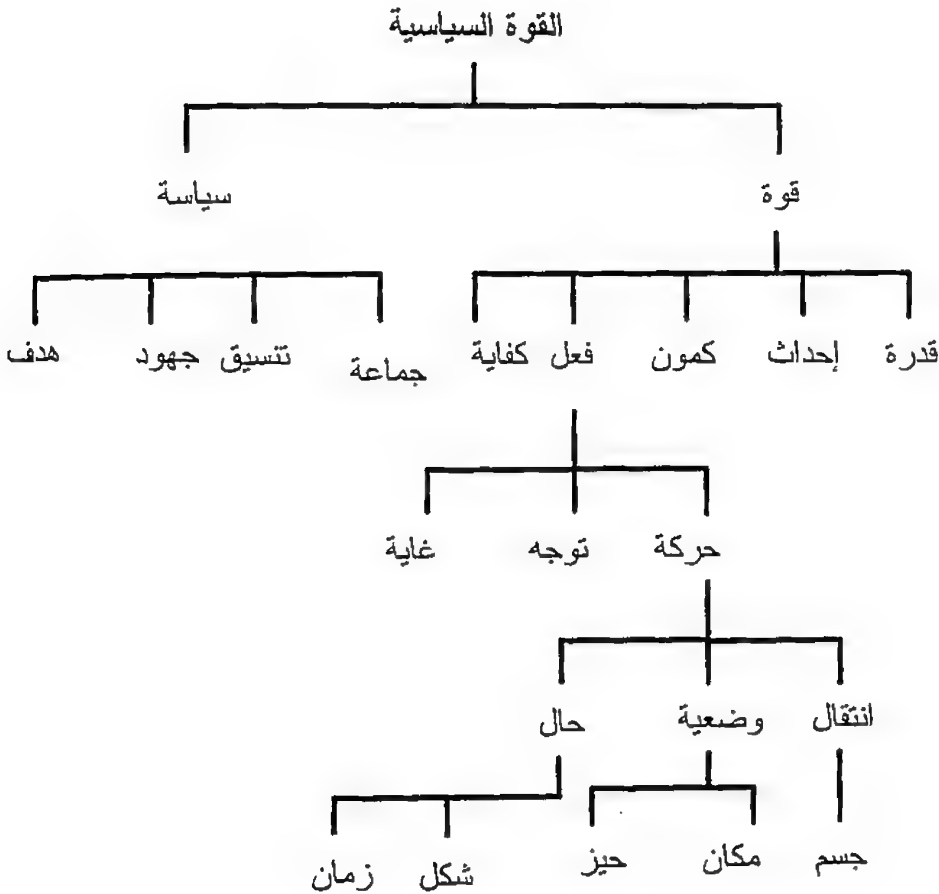 القوة السياسية
قوة سياسة
قدرة إحداث كمون فعل كفاية جماعة تنسيق جهود هدف
حركة توجه غاية
انتقال وضعية حال
جسم مكان حيز شكل زمان